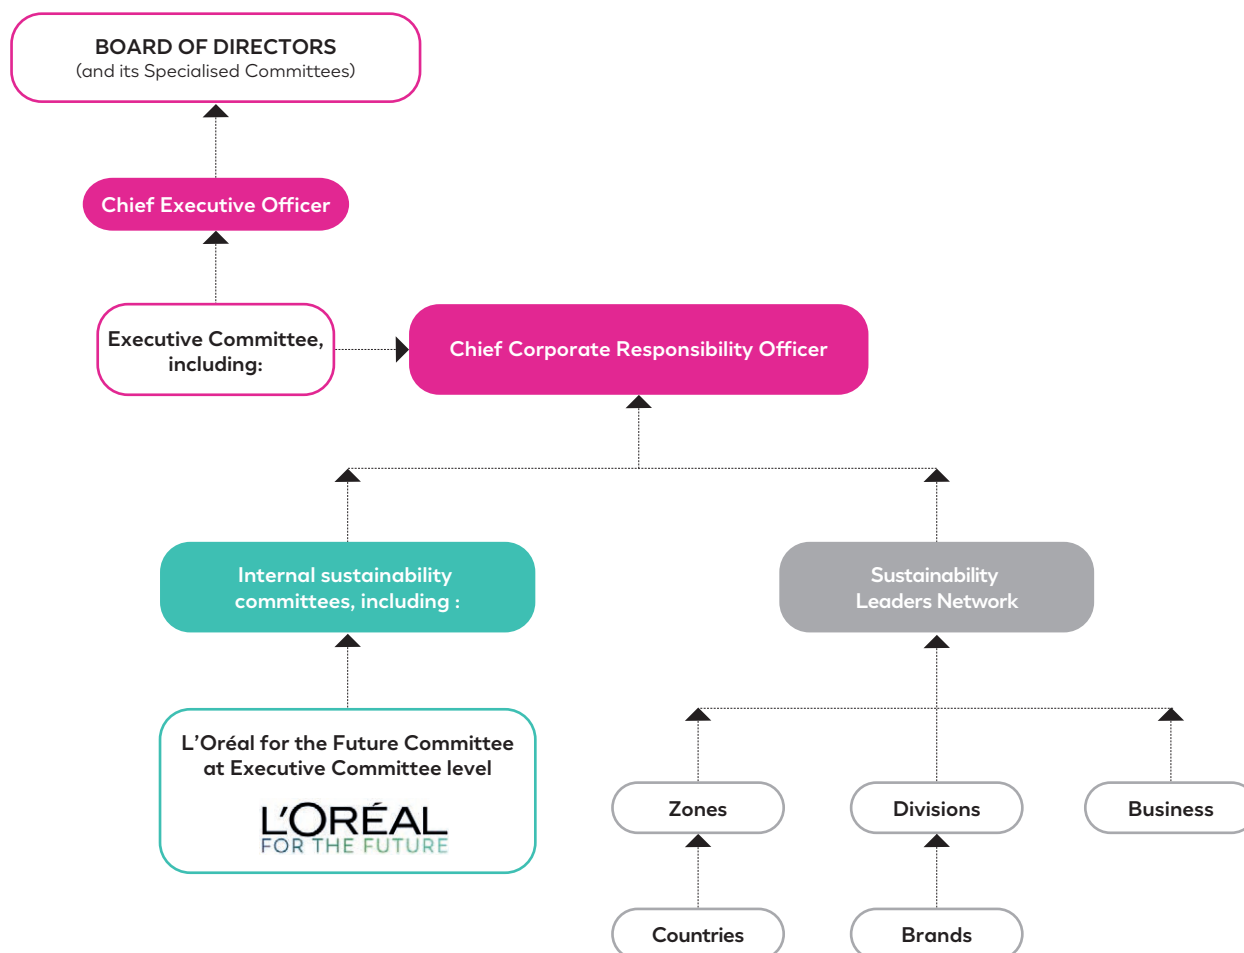 BOARD OF DIRECTORS
(and its Specialised Committees)
Chief Executive Officer
Executive Committee,
including:
Chief Corporate Responsibility Officer
Internal sustainability
committees, including :
Sustainability
Leaders Network
L’Oréal for the Future Committee
at Executive Committee level
L'ORÉAL
FOR THE FUTURE
Zones
Divisions
Business
Countries
Brands